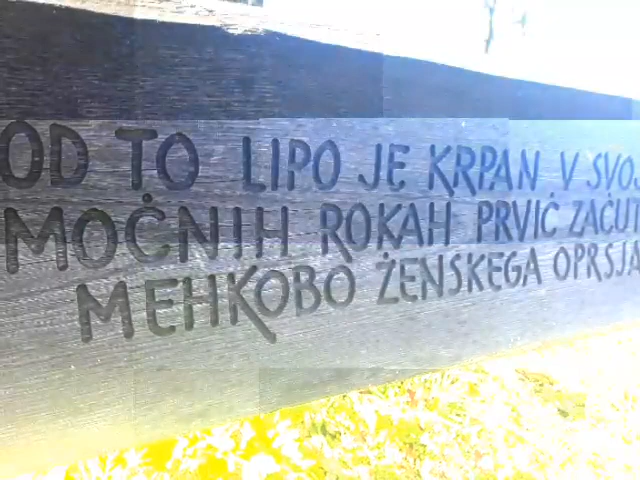 OD TO LIPO JE KRPAN V SVOJ
MOČNIH ROKAH PRVIČ ZAČUT
MEHKOBO ŽENSKEGA OPRSJA